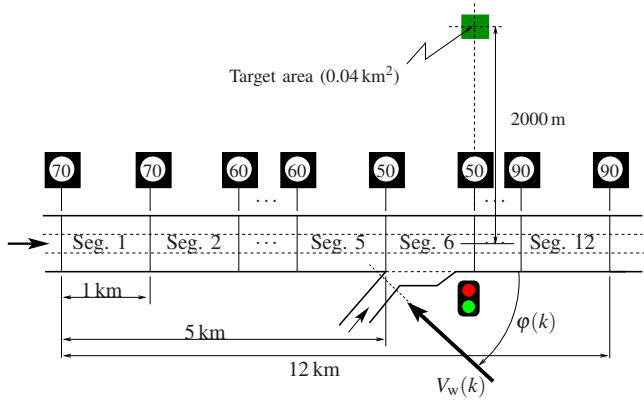 Target area (0.04 km²)
2000 m
70 70 60 60 50 50 90 90
... ...
Seg. 1 Seg. 2 ... Seg. 5 Seg. 6 ... Seg. 12
1 km
φ(k)
5 km
12 km
V_w(k)